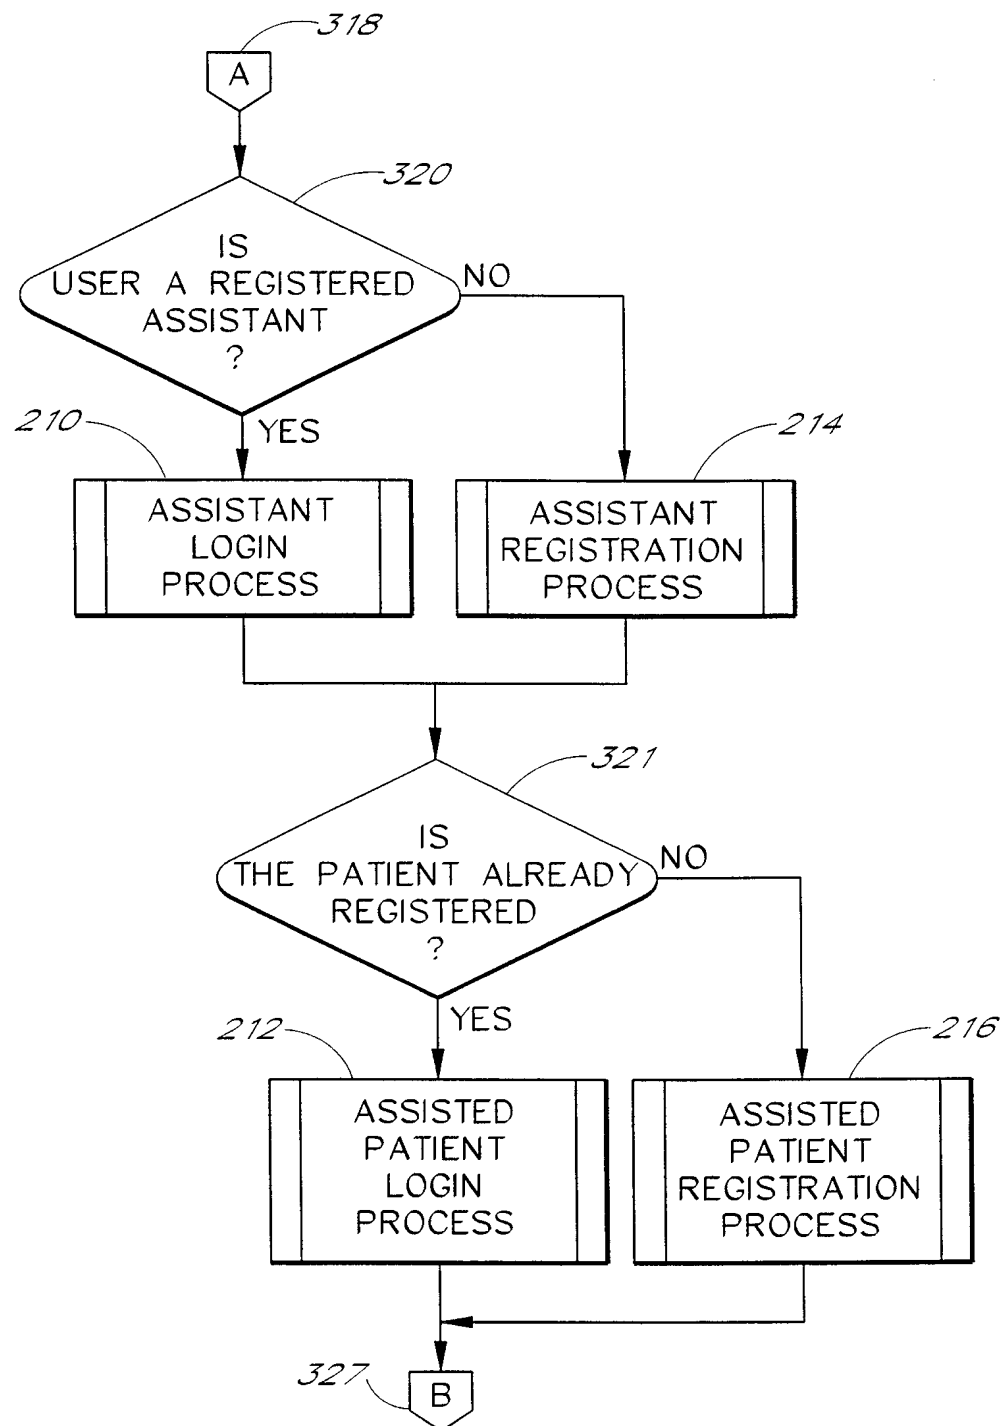 318
A
320
IS
USER A REGISTERED
ASSISTANT
?
NO
YES
210
214
ASSISTANT
LOGIN
PROCESS
ASSISTANT
REGISTRATION
PROCESS
321
IS
THE PATIENT ALREADY
REGISTERED
?
NO
YES
212
216
ASSISTED
PATIENT
LOGIN
PROCESS
ASSISTED
PATIENT
REGISTRATION
PROCESS
327
B